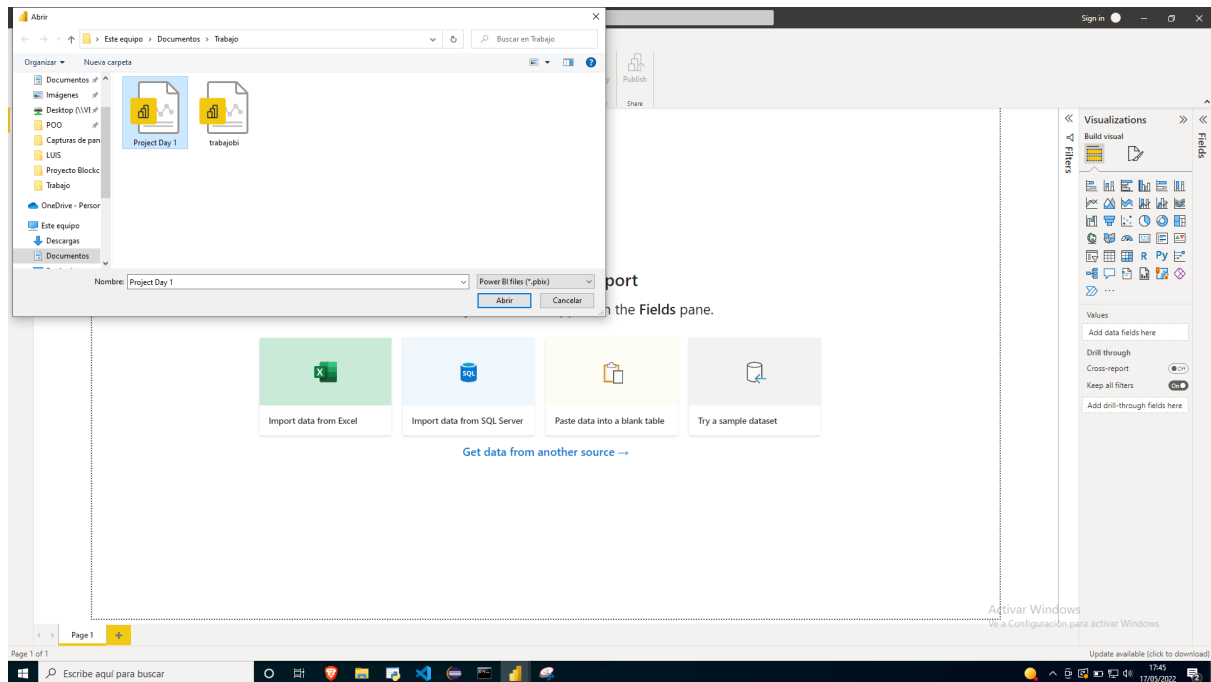 Abrir
Sign in
Este equipo > Documentos > Trabajo
Buscar en Trabajo
Organizar
Nueva carpeta
Publish
Share
Documentos
Imágenes
Desktop (\\VI
POO
Capturas de pan
LUIS
Proyecto Blockc
Trabajo
OneDrive - Person
Este equipo
Descargas
Documentos
Project Day 1
trabajobi
Nombre:
Project Day 1
Power BI files (*.pbix)
Abrir
Cancelar
port
the Fields pane.
Import data from Excel
SQL
Import data from SQL Server
Paste data into a blank table
Try a sample dataset
Get data from another source →
Filters
Visualizations
Build visual
Fields
123
R
Py
Values
Add data fields here
Drill through
Cross-report
Off
Keep all filters
On
Add drill-through fields here
Activar Windows
Ve a Configuración para activar Windows.
Page 1
+
Page 1 of 1
Update available (click to download)
Escribe aquí para buscar
17:45
17/05/2022